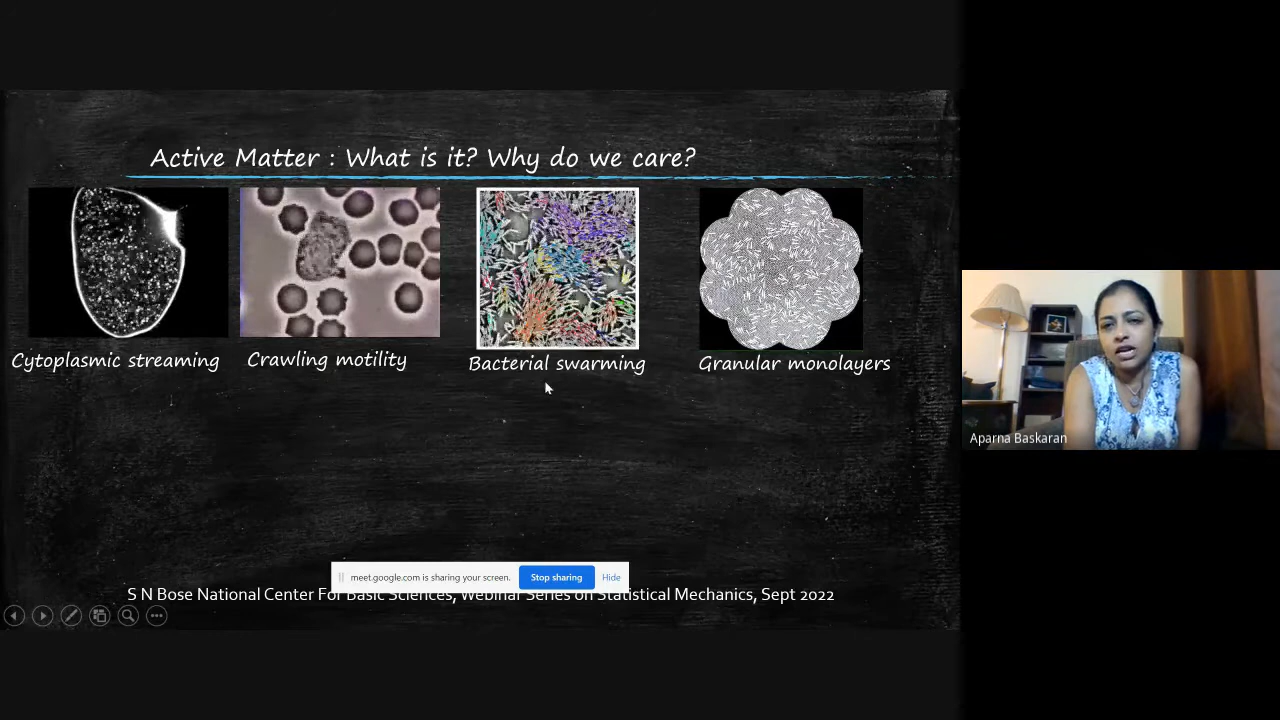 Active Matter : What is it? Why do we care?
Cytoplasmic streaming
Crawling motility
Bacterial swarming
Granular monolayers
Aparna Baskaran
meet.google.com is sharing your screen. Stop sharing Hide
S N Bose National Center For Basic Sciences, Webinar Series on Statistical Mechanics, Sept 2022